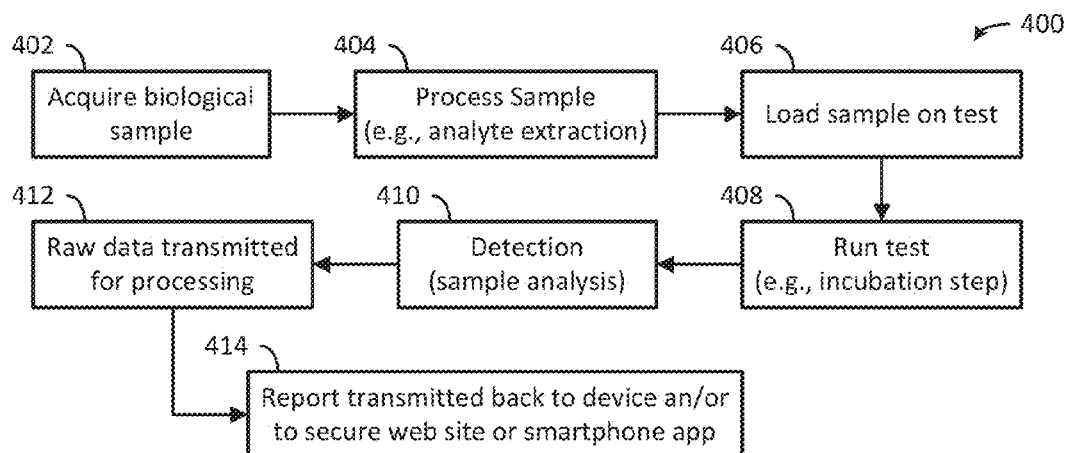 400
402
Acquire biological
sample
404
Process Sample
(e.g., analyte extraction)
406
Load sample on test
408
Run test
(e.g., incubation step)
410
Detection
(sample analysis)
412
Raw data transmitted
for processing
414
Report transmitted back to device an/or
to secure web site or smartphone app